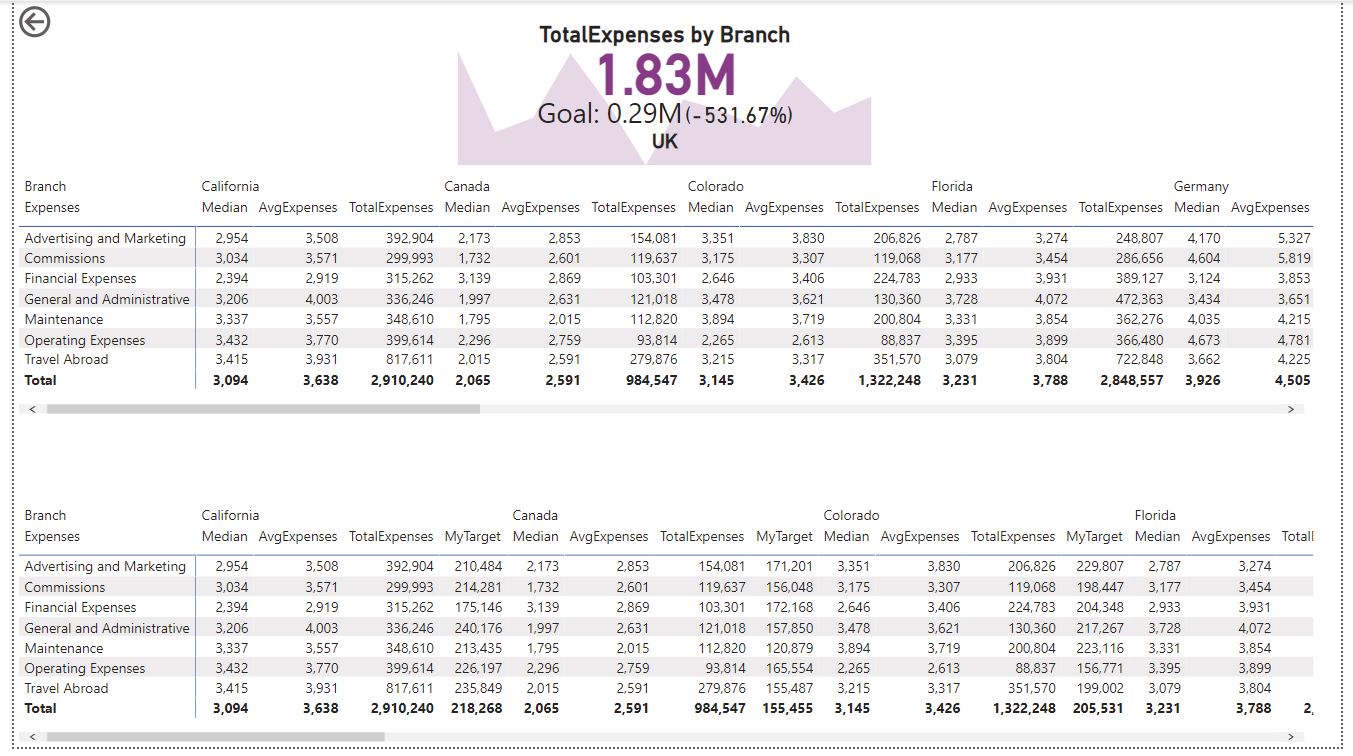 TotalExpenses by Branch
1.83M
Goal: 0.29M(-531.67%)
UK
Branch California Canada Colorado Florida Germany
Expenses Median AvgExpenses TotalExpenses Median AvgExpenses TotalExpenses Median AvgExpenses TotalExpenses Median AvgExpenses TotalExpenses Median AvgExpenses
Advertising and Marketing 2,954 3,508 392,904 2,173 2,853 154,081 3,351 3,830 206,826 2,787 3,274 248,807 4,170 5,327
Commissions 3,034 3,571 299,993 1,732 2,601 119,637 3,175 3,307 119,068 3,177 3,454 286,656 4,604 5,819
Financial Expenses 2,394 2,919 315,262 3,139 2,869 103,301 2,646 3,406 224,783 2,933 3,931 389,127 3,124 3,853
General and Administrative 3,206 4,003 336,246 1,997 2,631 121,018 3,478 3,621 130,360 3,728 4,072 472,363 3,434 3,651
Maintenance 3,337 3,557 348,610 1,795 2,015 112,820 3,894 3,719 200,804 3,331 3,854 362,276 4,035 4,215
Operating Expenses 3,432 3,770 399,614 2,296 2,759 93,814 2,265 2,613 88,837 3,395 3,899 366,480 4,673 4,781
Travel Abroad 3,415 3,931 817,611 2,015 2,591 279,876 3,215 3,317 351,570 3,079 3,804 722,848 3,662 4,225
Total 3,094 3,638 2,910,240 2,065 2,591 984,547 3,145 3,426 1,322,248 3,231 3,788 2,848,557 3,926 4,505
Branch California Canada Colorado Florida
Expenses Median AvgExpenses TotalExpenses MyTarget Median AvgExpenses TotalExpenses MyTarget Median AvgExpenses TotalExpenses MyTarget Median AvgExpenses Total
Advertising and Marketing 2,954 3,508 392,904 210,484 2,173 2,853 154,081 171,201 3,351 3,830 206,826 229,807 2,787 3,274
Commissions 3,034 3,571 299,993 214,281 1,732 2,601 119,637 156,048 3,175 3,307 119,068 198,447 3,177 3,454
Financial Expenses 2,394 2,919 315,262 175,146 3,139 2,869 103,301 172,168 2,646 3,406 224,783 204,348 2,933 3,931
General and Administrative 3,206 4,003 336,246 240,176 1,997 2,631 121,018 157,850 3,478 3,621 130,360 217,267 3,728 4,072
Maintenance 3,337 3,557 348,610 213,435 1,795 2,015 112,820 120,879 3,894 3,719 200,804 223,116 3,331 3,854
Operating Expenses 3,432 3,770 399,614 226,197 2,296 2,759 93,814 165,554 2,265 2,613 88,837 156,771 3,395 3,899
Travel Abroad 3,415 3,931 817,611 235,849 2,015 2,591 279,876 155,487 3,215 3,317 351,570 199,002 3,079 3,804
Total 3,094 3,638 2,910,240 218,268 2,065 2,591 984,547 155,455 3,145 3,426 1,322,248 205,531 3,231 3,788 2,